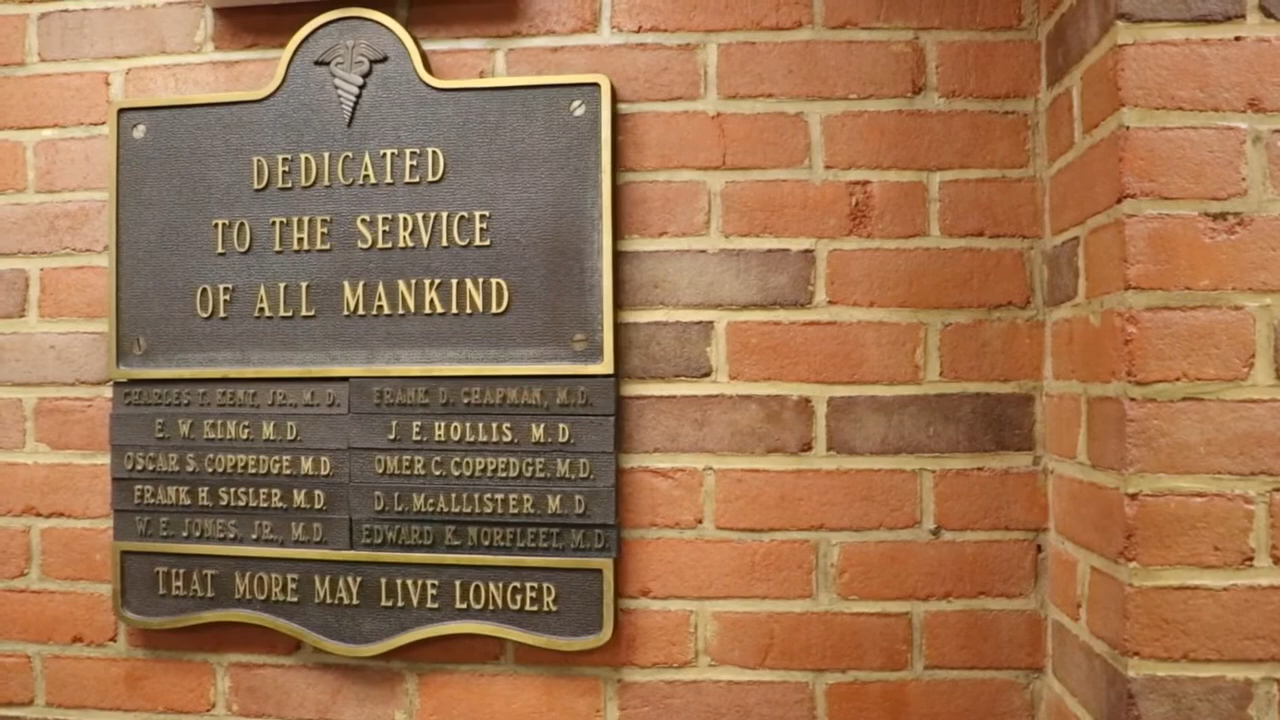 DEDICATED
TO THE SERVICE
OF ALL MANKIND
CHARLES T. KENT, JR., M. D.
FRANK D. CHAPMAN, M.D.
E. W. KING, M. D.
J. E. HOLLIS, M. D.
OSCAR S. COPPEDGE, M.D.
OMER C. COPPEDGE, M.D.
FRANK H. SISLER, M.D.
D. L. McALLISTER, M. D.
W. E. JONES, JR., M.D.
EDWARD K. NORFLEET, M.D.
THAT MORE MAY LIVE LONGER